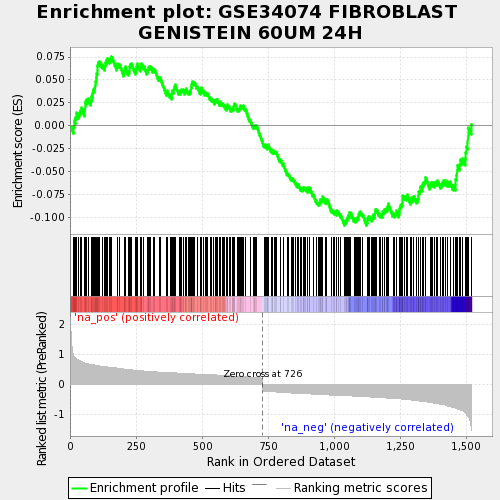 Enrichment plot: GSE34074 FIBROBLAST
GENISTEIN 60UM 24H
Enrichment score (ES)
0.075
0.050
0.025
0.000
-0.025
-0.050
-0.075
-0.100
'na_pos' (positively correlated)
Ranked list metric (PreRanked)
2
1
0
-1
Zero cross at 726
'na_neg' (negatively correlated)
0
250
500
750
1,000
1,250
1,500
Rank in Ordered Dataset
Enrichment profile
Hits
Ranking metric scores